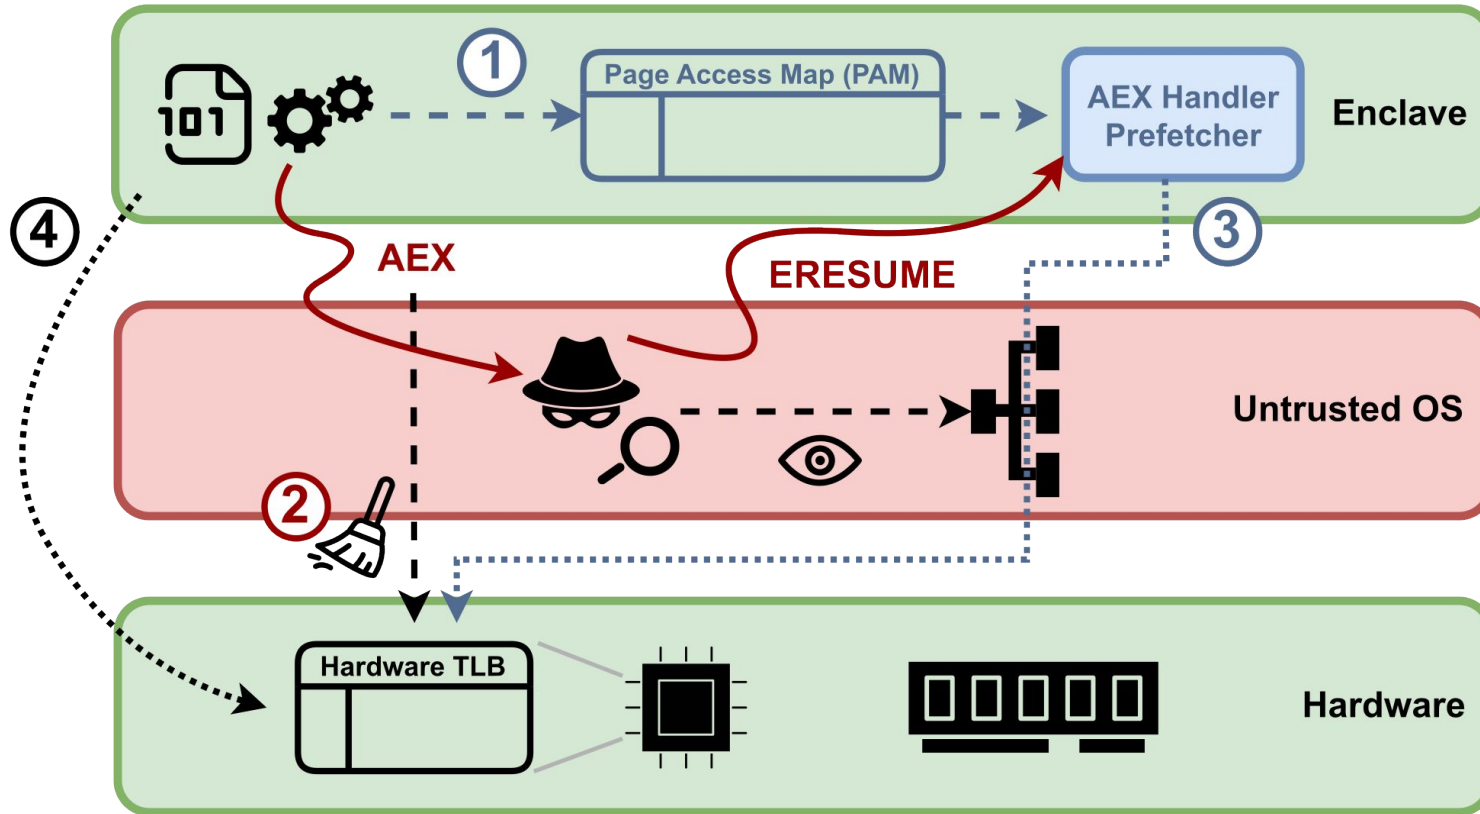 1
Page Access Map (PAM)
101
AEX Handler
Prefetcher
Enclave
4
3
AEX
ERESUME
Untrusted OS
2
Hardware TLB
Hardware